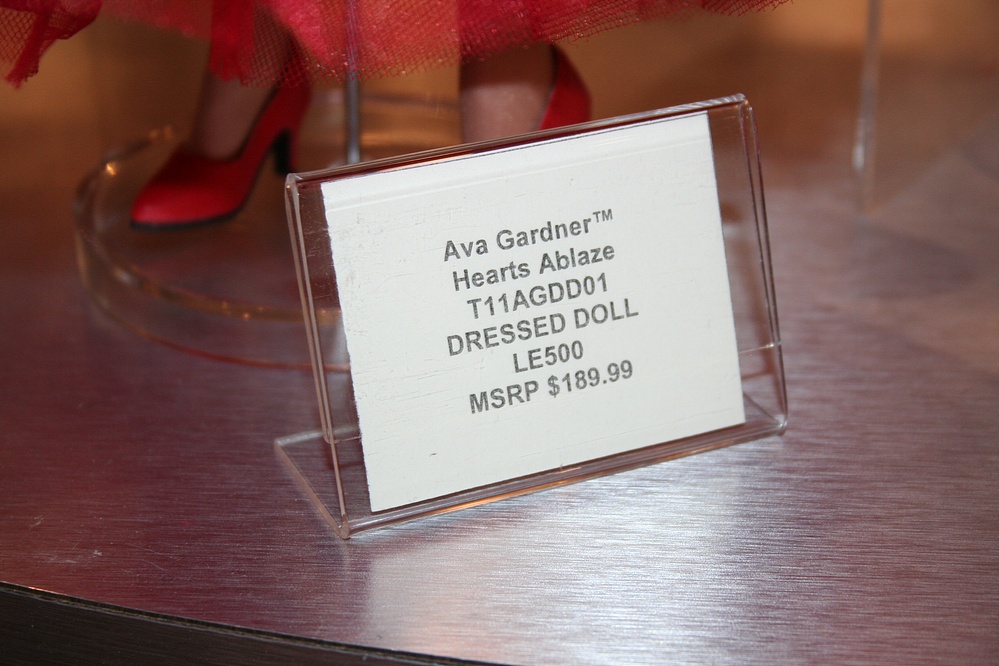 Ava Gardner™
Hearts Ablaze
T11AGDD01
DRESSED DOLL
LE500
MSRP $189.99